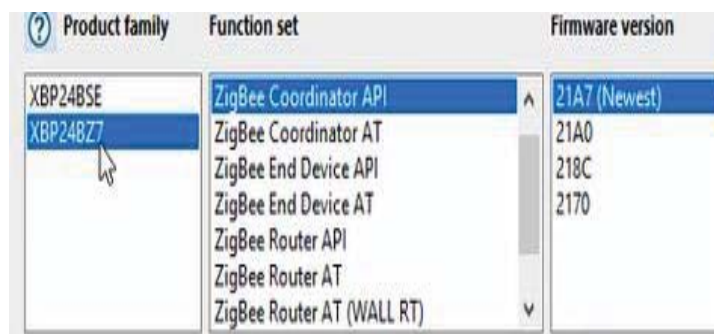 ? Product family Function set Firmware version
XBP24BSE
XBP24BZ7
ZigBee Coordinator API
ZigBee Coordinator AT
ZigBee End Device API
ZigBee End Device AT
ZigBee Router API
ZigBee Router AT
ZigBee Router AT (WALL RT)
21A7 (Newest)
21A0
218C
2170